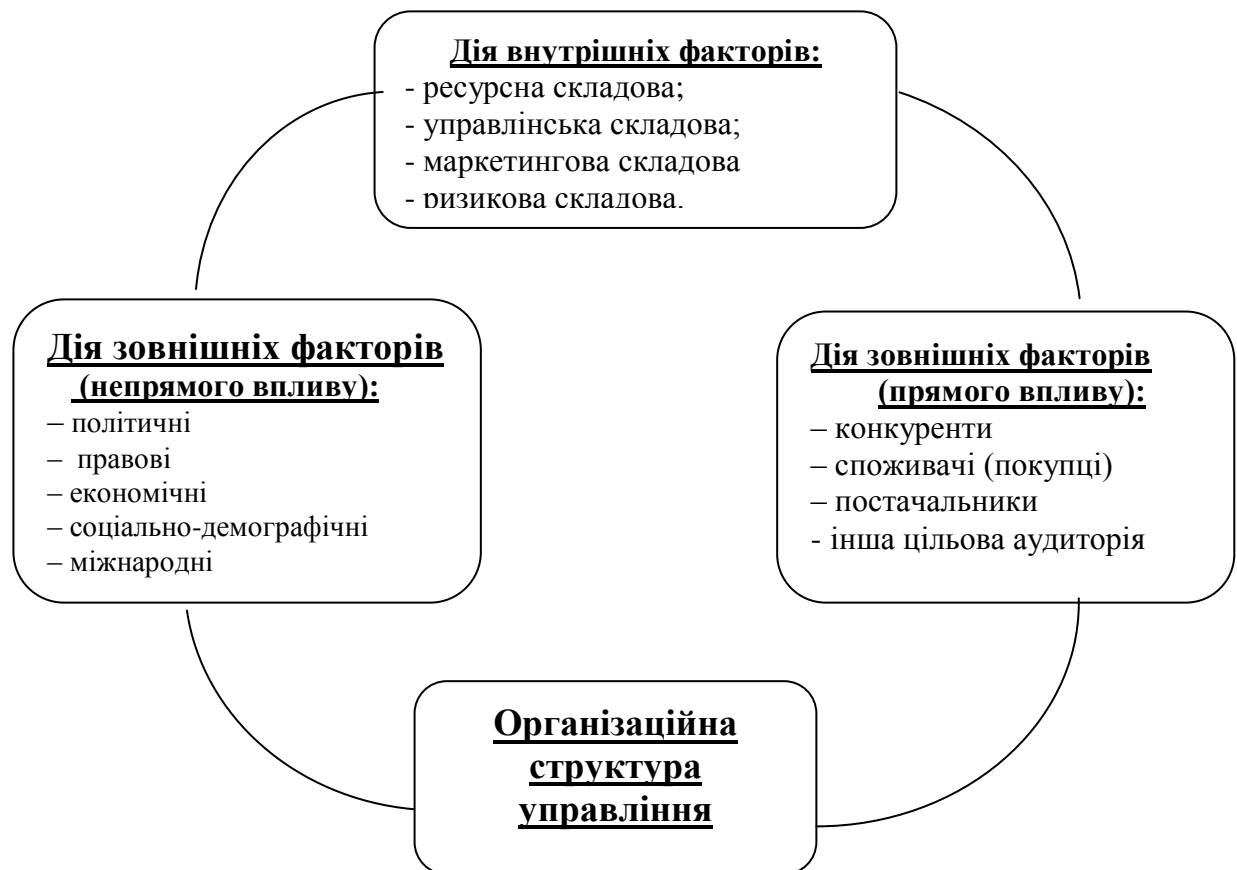 Дія внутрішніх факторів:
- ресурсна складова;
- управлінська складова;
- маркетингова складова
- ризикова складова.
Дія зовнішніх факторів
(непрямого впливу):
– політичні
– правові
– економічні
– соціально-демографічні
– міжнародні
Дія зовнішніх факторів
(прямого впливу):
– конкуренти
– споживачі (покупці)
– постачальники
- інша цільова аудиторія
Організаційна
структура
управління